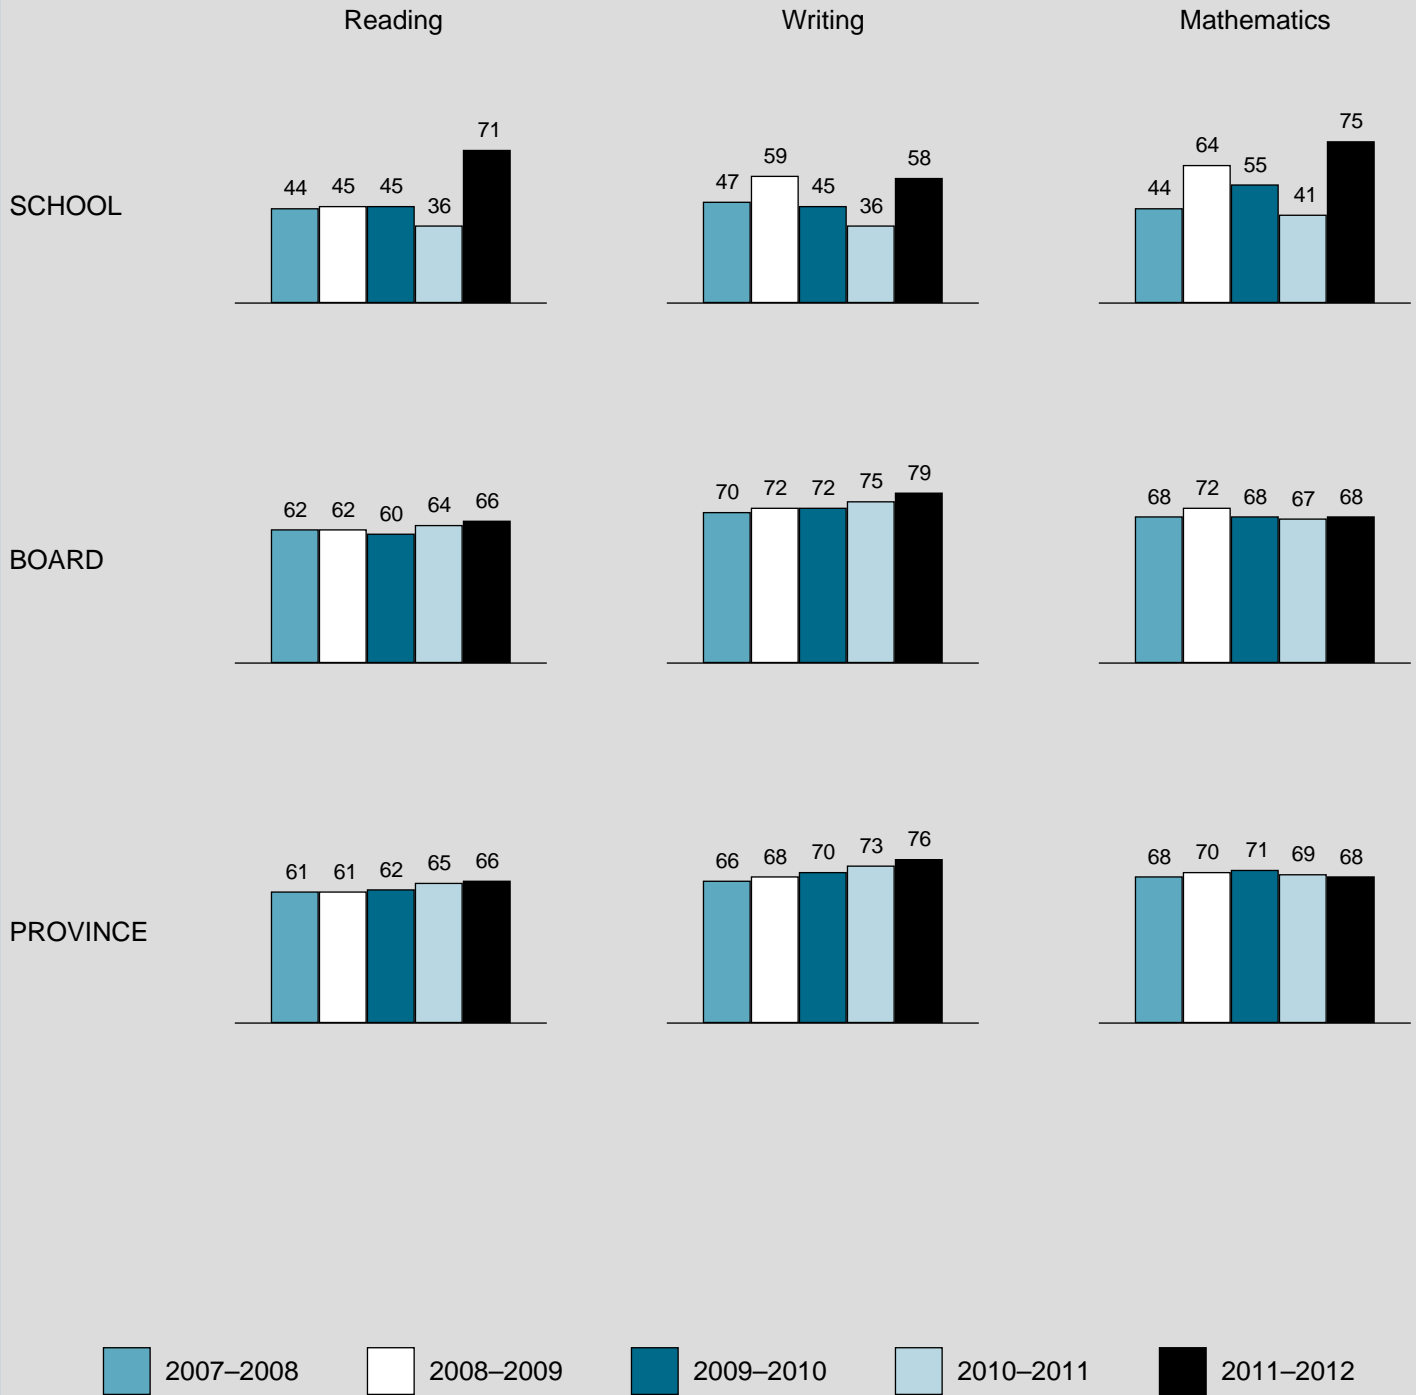 Reading Writing Mathematics
SCHOOL
44 45 45 36 71
47 59 45 36 58
44 64 55 41 75
BOARD
62 62 60 64 66
70 72 72 75 79
68 72 68 67 68
PROVINCE
61 61 62 65 66
66 68 70 73 76
68 70 71 69 68
2007–2008 2008–2009 2009–2010 2010–2011 2011–2012